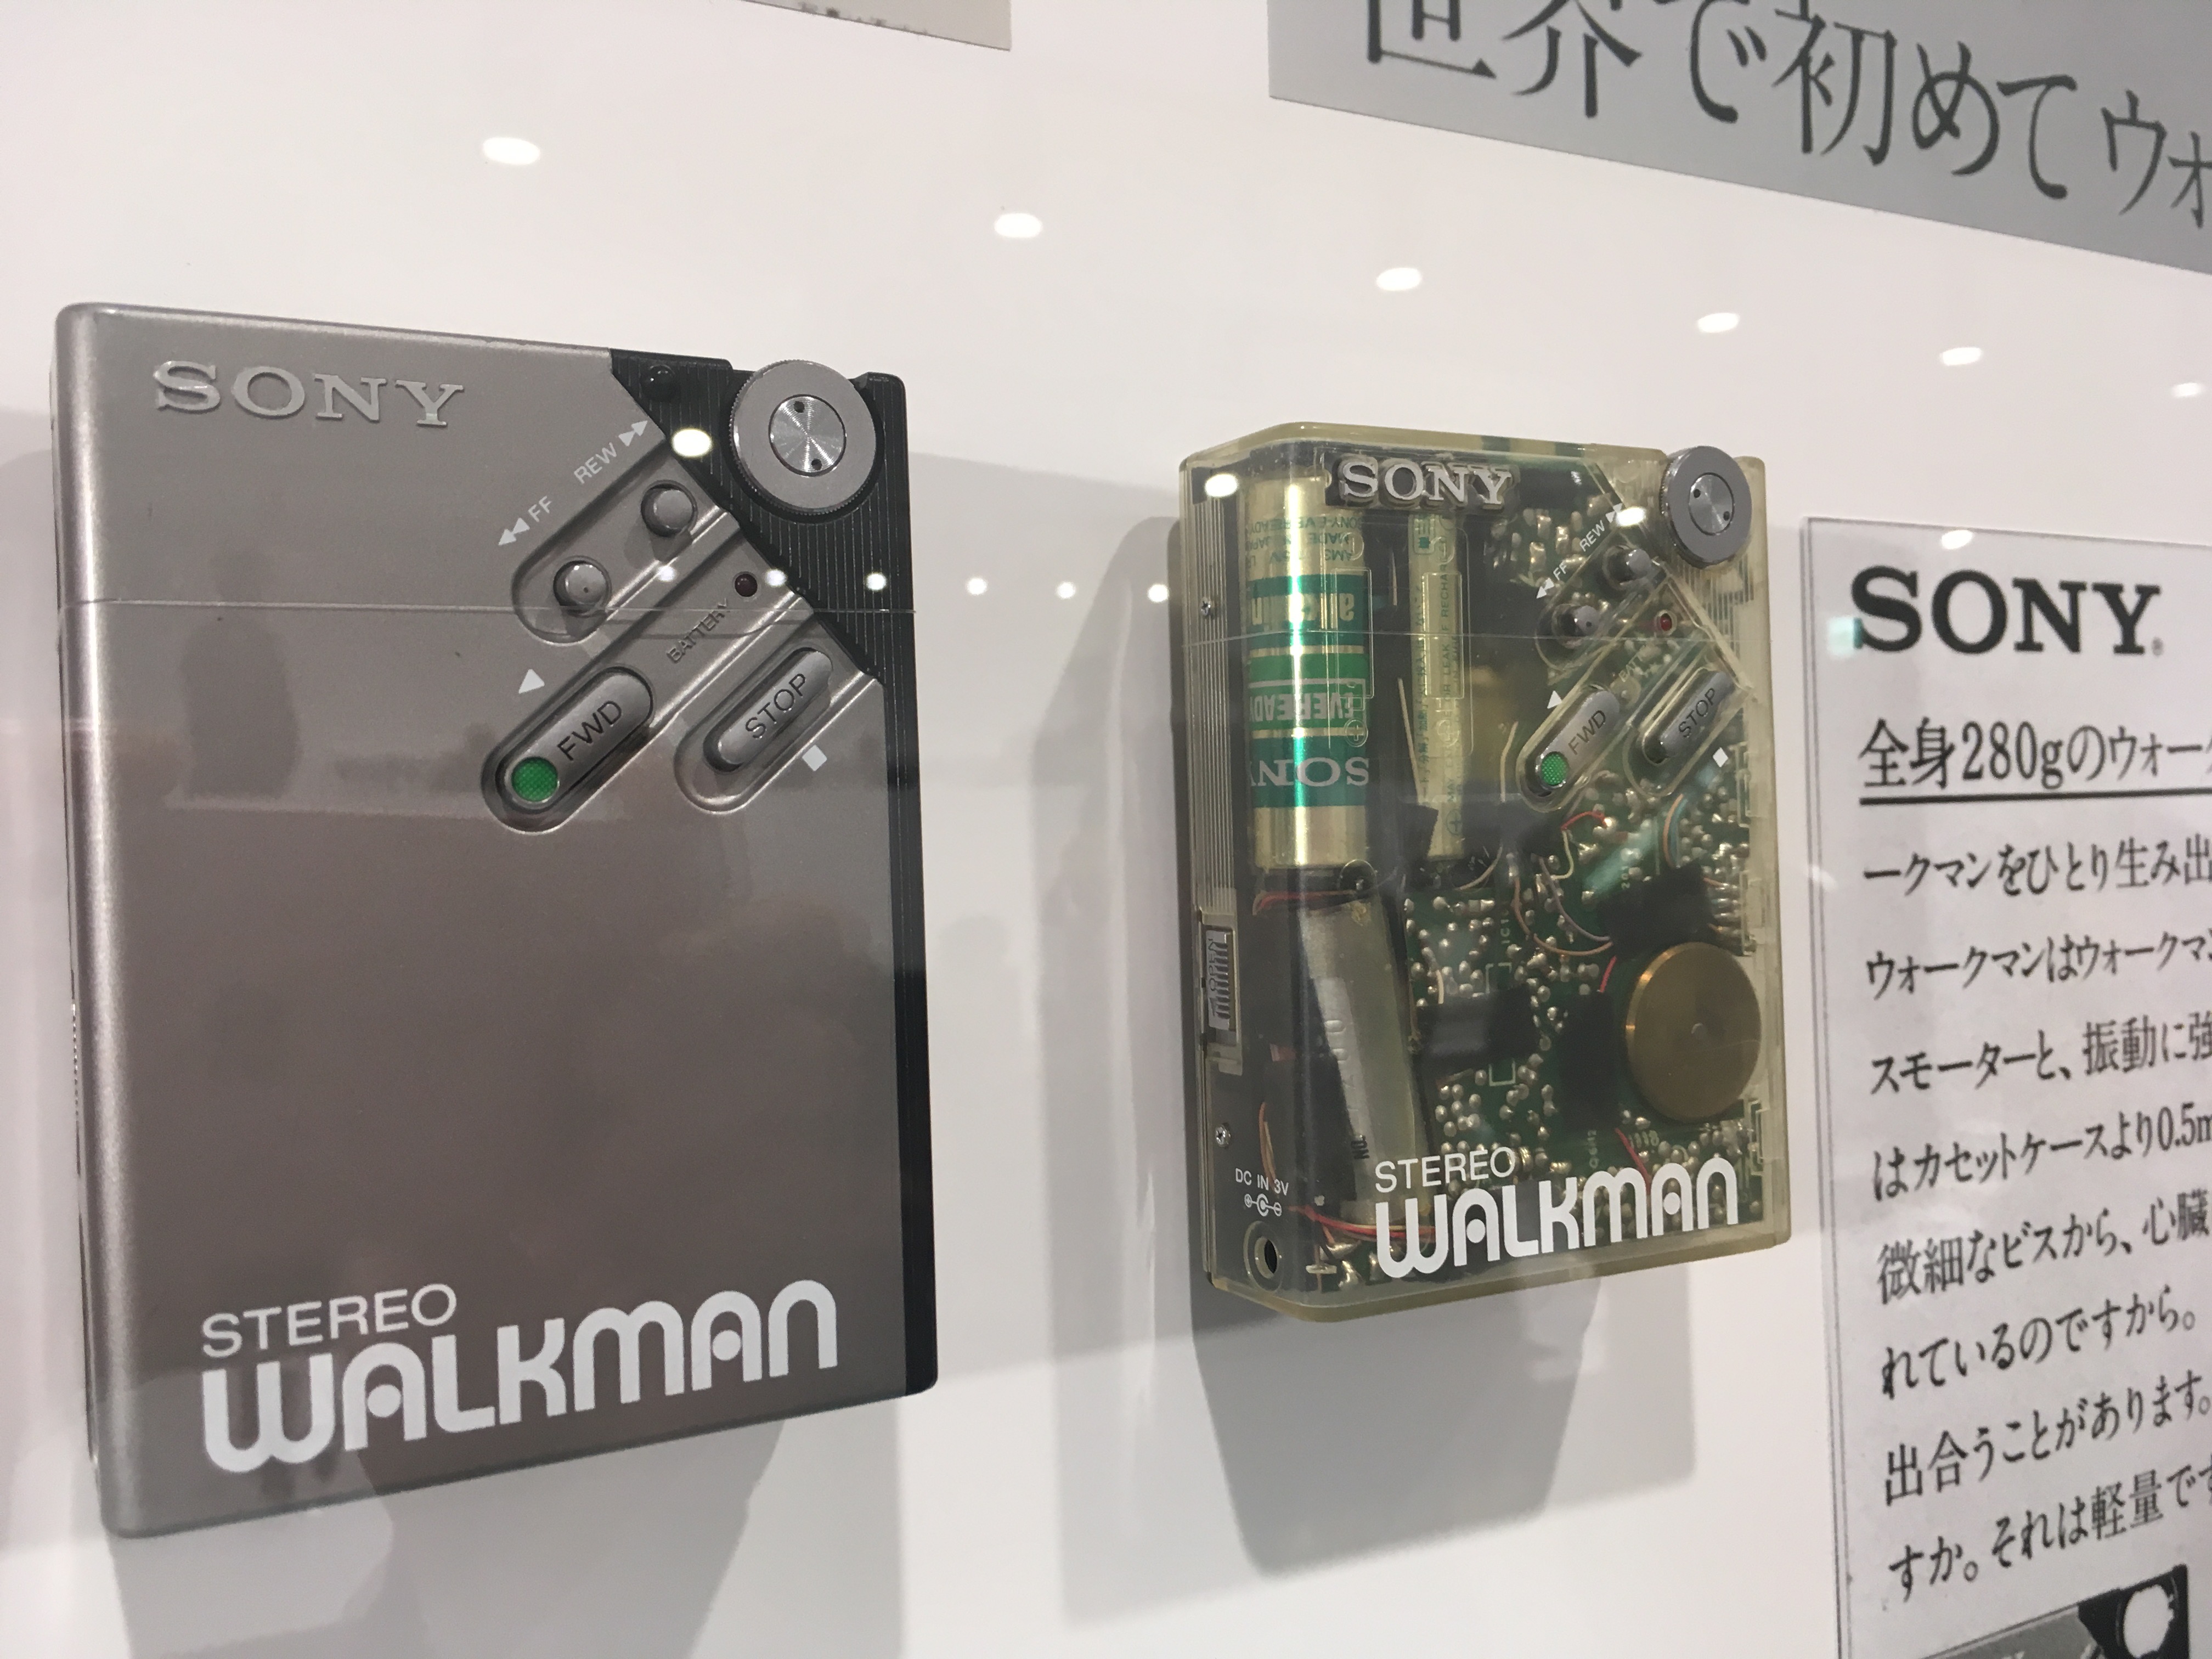 世界で初めてウォ
SONY
REW
FF
BATTERY
FWD
STOP
STEREO
WALKMAN
SONY
REW
FF
BATT
FWD
STOP
alkalin
EVEREADY
SONY
DC IN 3V
STEREO
WALKMAN
SONY®
全身280gのウォーク
ークマンをひとり生み出
ウォークマンはウォークマン
スモーターと、振動に強
はカセットケースより0.5m
微細なビスから、心臓
れているのですから。
出合うことがあります。
すか。それは軽量です